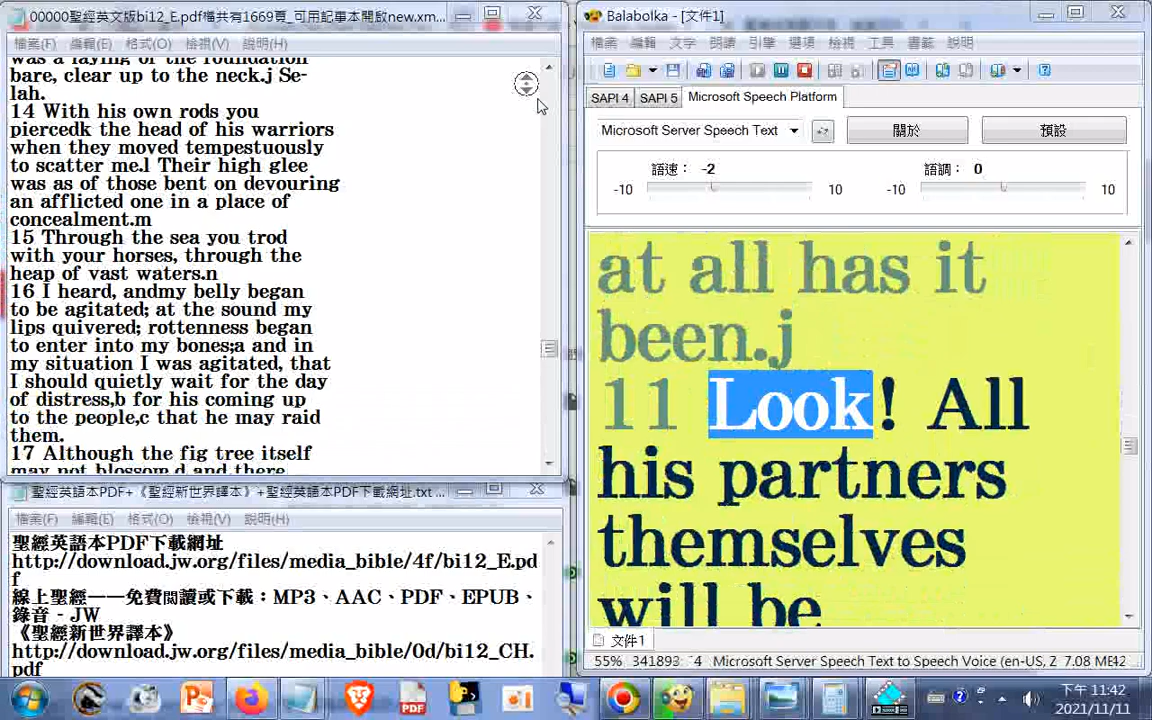 00000聖經英文版bi12_E.pdf檔共有1669頁_可用記事本開啟new.xm...
檔案(F) 編輯(E) 格式(O) 檢視(V) 說明(H)
was a laying of the foundation
bare, clear up to the neck.j Se-
lah.
14 With his own rods you
piercedk the head of his warriors
when they moved tempestuously
to scatter me.l Their high glee
was as of those bent on devouring
an afflicted one in a place of
concealment.m
15 Through the sea you trod
with your horses, through the
heap of vast waters.n
16 I heard, andmy belly began
to be agitated; at the sound my
lips quivered; rottenness began
to enter into my bones;a and in
my situation I was agitated, that
I should quietly wait for the day
of distress,b for his coming up
to the people,c that he may raid
them.
17 Although the fig tree itself
may not blossom,d and there
聖經英語本PDF+《聖經新世界譯本》+聖經英語本PDF下載網址.txt ...
檔案(F) 編輯(E) 格式(O) 檢視(V) 說明(H)
聖經英語本PDF下載網址
http://download.jw.org/files/media_bible/4f/bi12_E.pd
f
線上聖經——免費閱讀或下載：MP3、AAC、PDF、EPUB、
錄音 - JW
《聖經新世界譯本》
http://download.jw.org/files/media_bible/0d/bi12_CH.
pdf
Balabolka - [文件1]
檔案 編輯 文字 朗讀 引擎 選項 檢視 工具 書籤 說明
SAPI 4 SAPI 5 Microsoft Speech Platform
Microsoft Server Speech Text 關於 預設
語速： -2 語調： 0
-10 10 -10 10
at all has it
been.j
11 Look! All
his partners
themselves
will be
文件1
55% 341893 4 Microsoft Server Speech Text to Speech Voice (en-US, Z 7.08 ME42
下午 11:42
2021/11/11